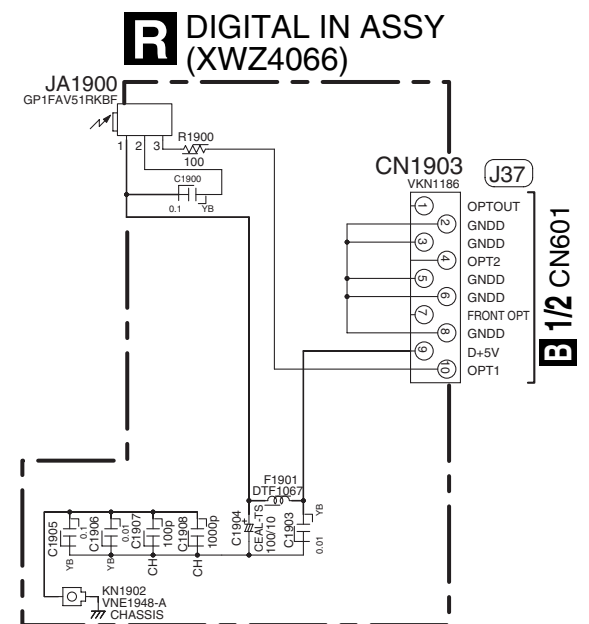 R DIGITAL IN ASSY
(XWZ4066)
JA1900
GP1FAV51RKBF
1 2 3
R1900
100
C1900
0.1 YB
CN1903
VKN1186
J37
1 OPTOUT
2 GNDD
3 GNDD
4 OPT2
5 GNDD
6 GNDD
7 FRONT OPT
8 GNDD
9 D+5V
10 OPT1
B 1/2 CN601
F1901
DTF1067
C1905
0.1
YB
C1906
0.01
YB
C1907
100p
CH
C1908
1000p
CH
C1904
+
CEAL-TS
100/10
C1903
YB
0.01
KN1902
VNE1948-A
CHASSIS